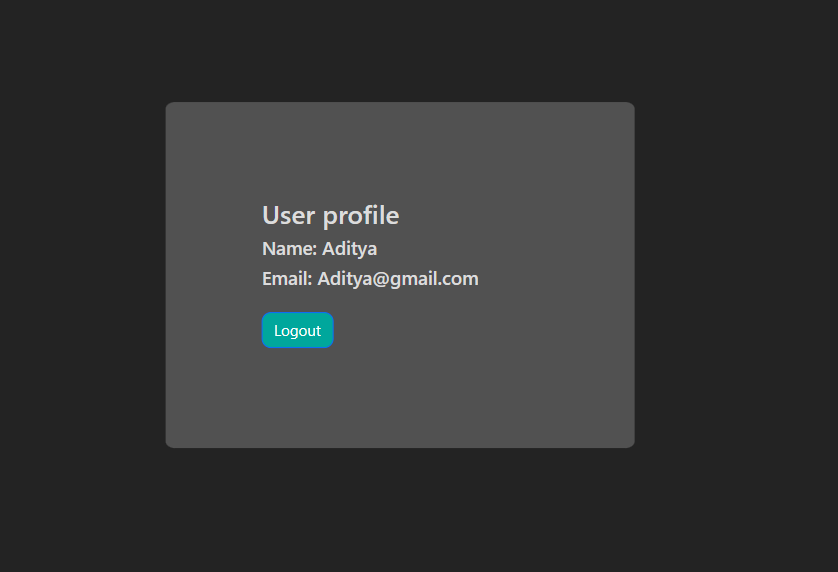 User profile
Name: Aditya
Email: Aditya@gmail.com
Logout